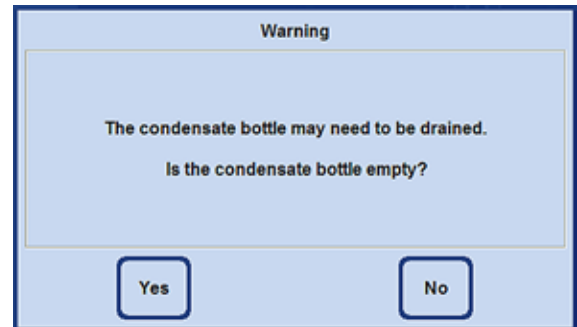 Warning
The condensate bottle may need to be drained.
Is the condensate bottle empty?
Yes
No